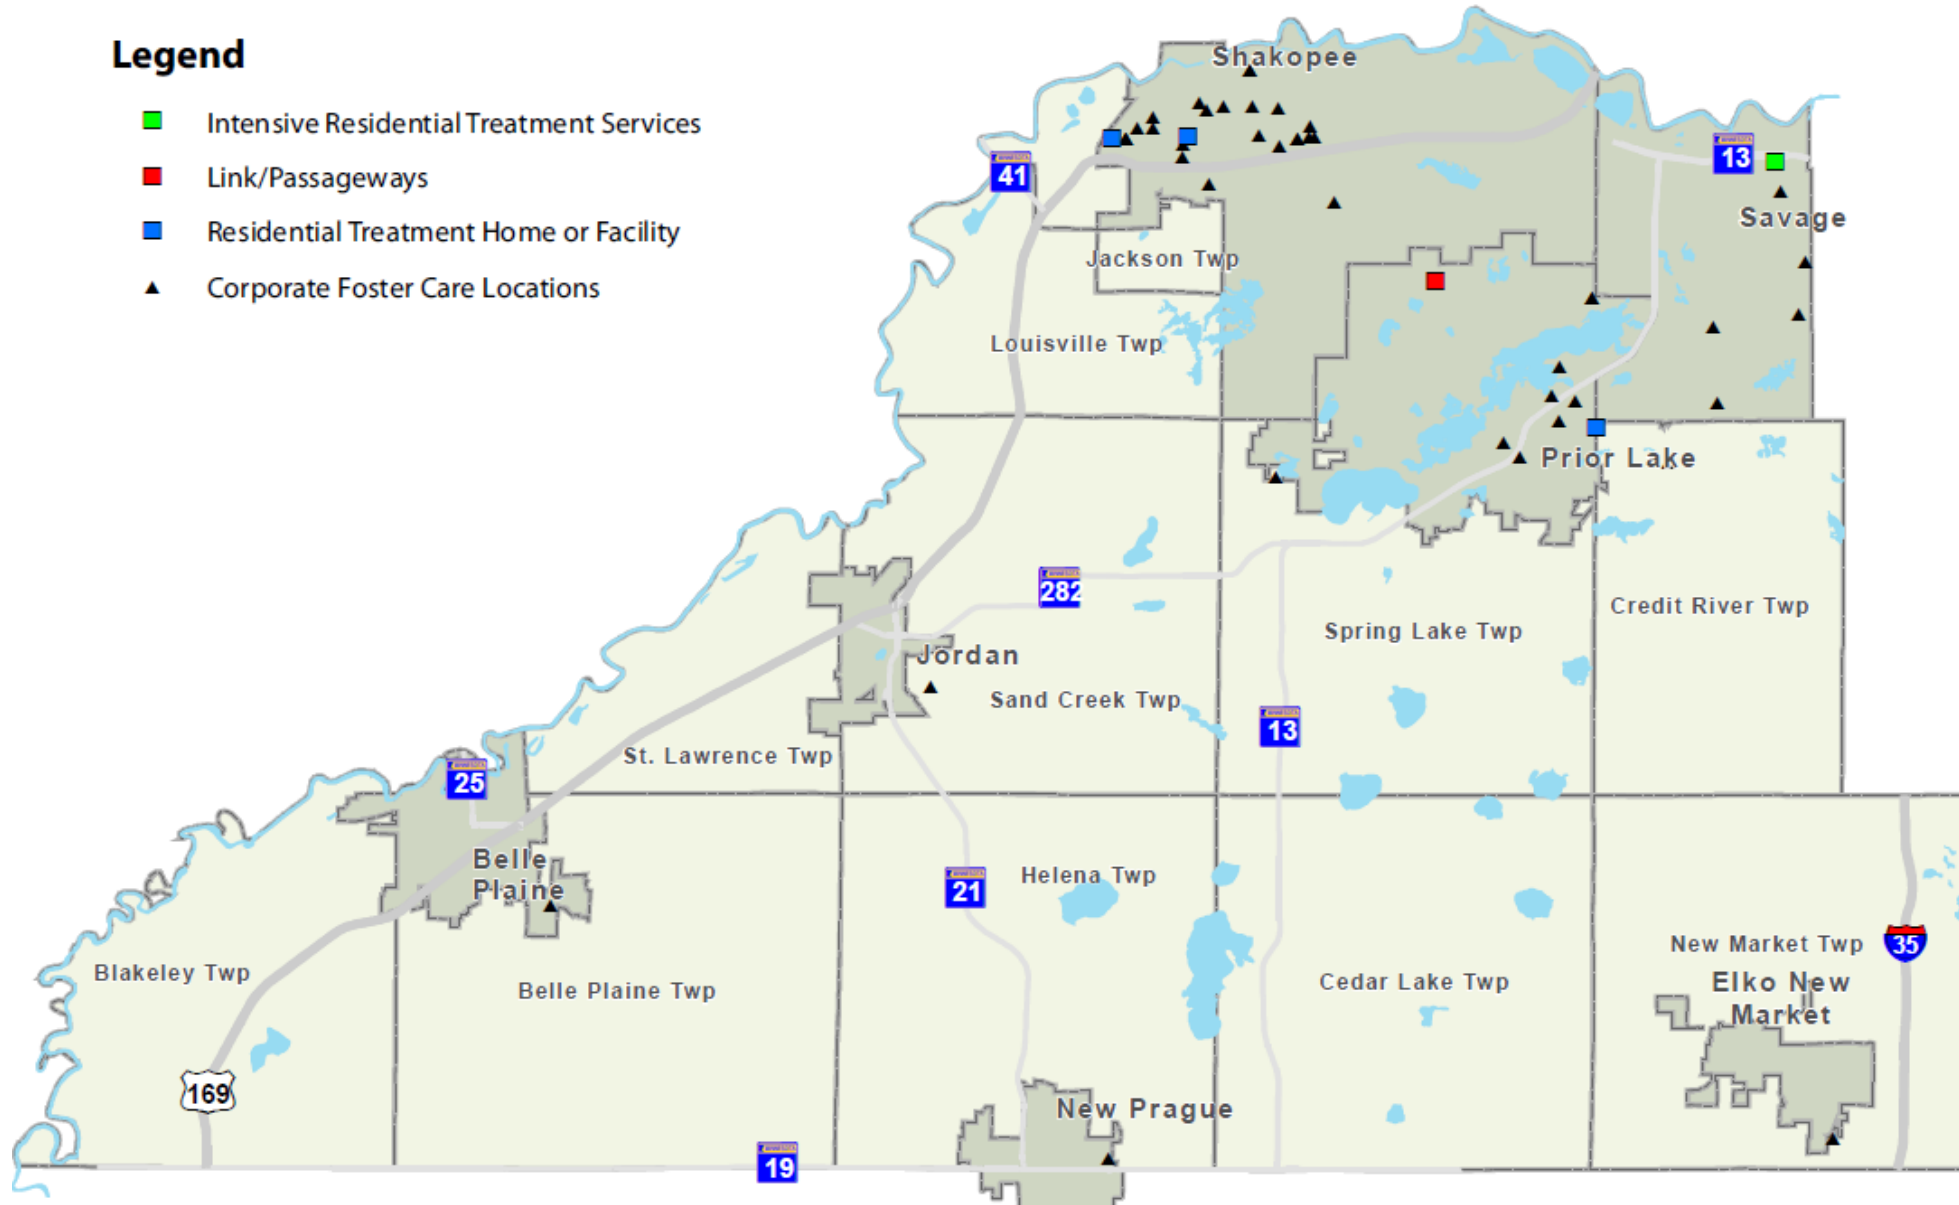 Legend
Intensive Residential Treatment Services
Link/Passageways
Residential Treatment Home or Facility
Corporate Foster Care Locations
Shakopee
13
41
Savage
Jackson Twp
Louisville Twp
Prior Lake
282
Credit River Twp
Spring Lake Twp
Jordan
Sand Creek Twp
13
St. Lawrence Twp
25
Belle
Plaine
21
Helena Twp
New Market Twp
35
Blakeley Twp
Belle Plaine Twp
Cedar Lake Twp
Elko New
Market
169
New Prague
19